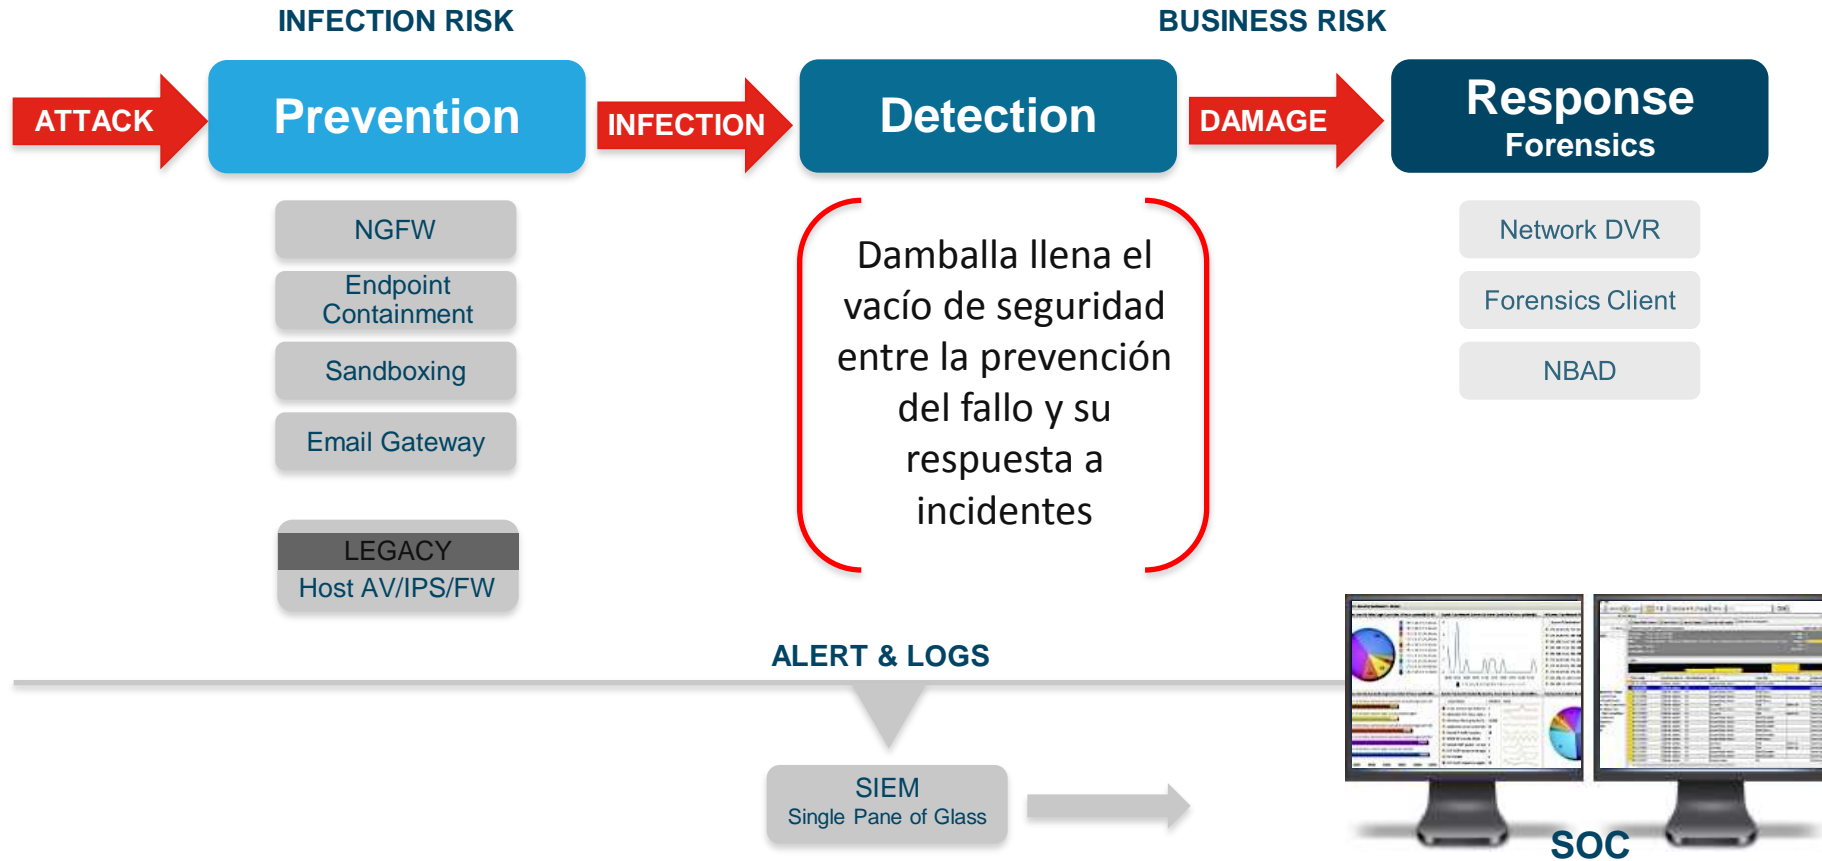 INFECTION RISK
BUSINESS RISK
ATTACK
Prevention
INFECTION
Detection
DAMAGE
Response
Forensics
NGFW
Endpoint
Containment
Sandboxing
Email Gateway
LEGACY
Host AV/IPS/FW
Damballa llena el
vacío de seguridad
entre la prevención
del fallo y su
respuesta a
incidentes
Network DVR
Forensics Client
NBAD
ALERT & LOGS
SIEM
Single Pane of Glass
SOC